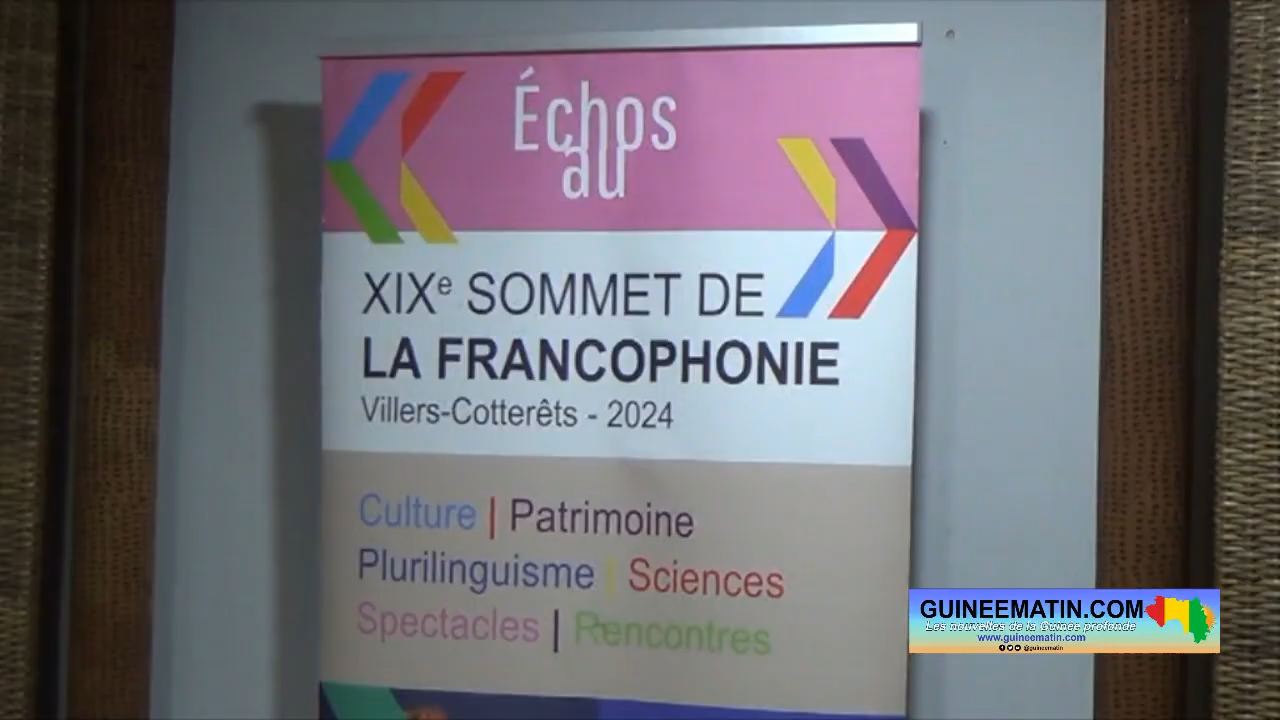 Échos
au
XIXe SOMMET DE
LA FRANCOPHONIE
Villers-Cotterêts - 2024
Culture | Patrimoine
Plurilinguisme | Sciences
Spectacles | Rencontres
GUINEEMATIN.COM
Les nouvelles de la Guinée profonde
www.guineematin.com
@guineematin